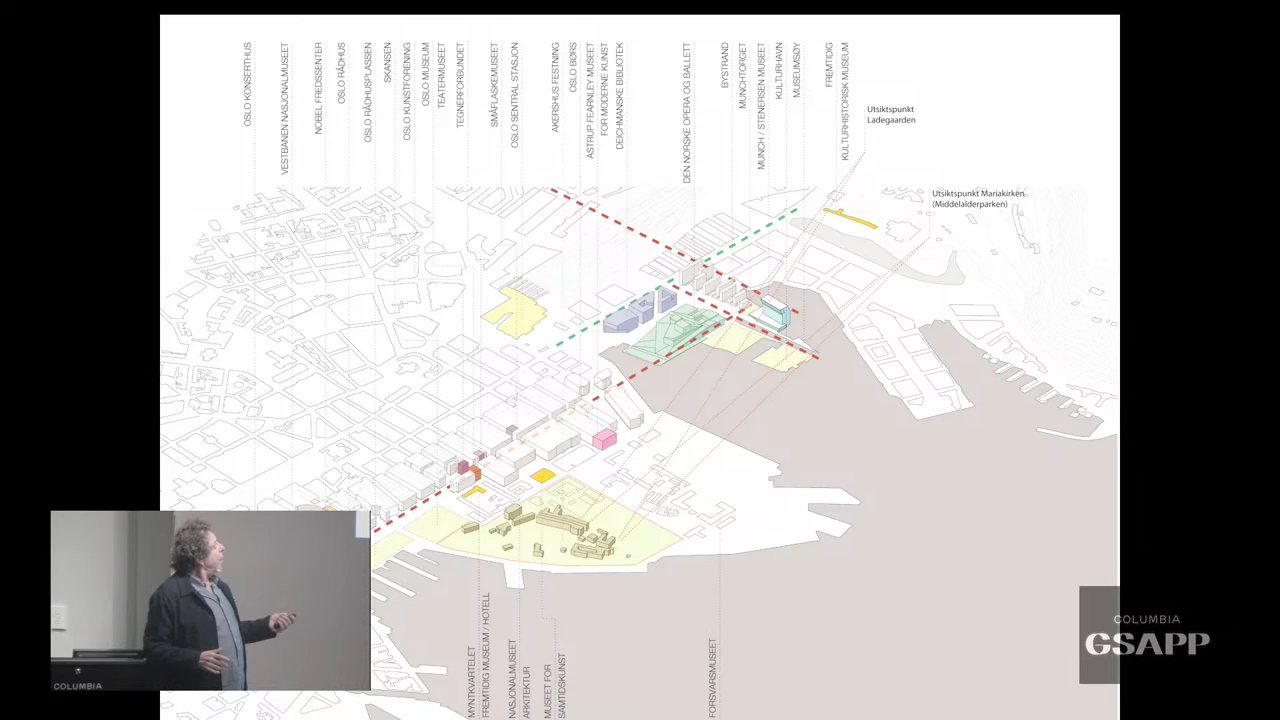 OSLO KONSERTHUS
VESTBANEN NASJONALMUSEET
NOBEL FREDSSENTER
OSLO RÅDHUS
OSLO RÅDHUSPLASSEN
SKANSEN
OSLO KUNSTFORENING
OSLO MUSEUM
TEATERMUSEET
TEGNERFORBUNDET
SMÅFLASKEMUSEET
OSLO SENTRAL STASJON
AKERSHUS FESTNING
OSLO BØRS
ASTRUP FEARNLEY MUSEET
FOR MODERNE KUNST
DEICHMANSKE BIBLIOTEK
DEN NORSKE OPERA OG BALLETT
BYSTRAND
MUNCHTORGET
MUNCH / STENERSEN MUSEET
KULTURHAVN
MUSEUMSØY
FREMTIDIG
KULTURHISTORISK MUSEUM
Utsiktspunkt
Ladegaarden
Utsiktspunkt Mariakirken
(Middelalderparken)
MYNTKVARTELET
FREMTIDIG MUSEUM / HOTELL
NASJONALMUSEET
ARKITEKTUR
MUSEET FOR
SAMTIDSKUNST
FORSVARSMUSEET
COLUMBIA
GSAPP
COLUMBIA